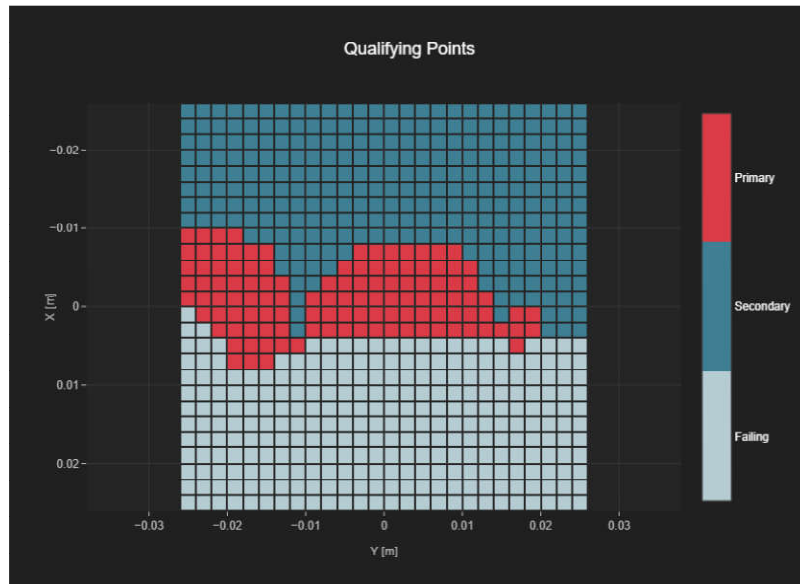 Qualifying Points
−0.02
−0.01
0
0.01
0.02
X [m]
−0.03
−0.02
−0.01
0
0.01
0.02
0.03
Y [m]
Primary
Secondary
Failing